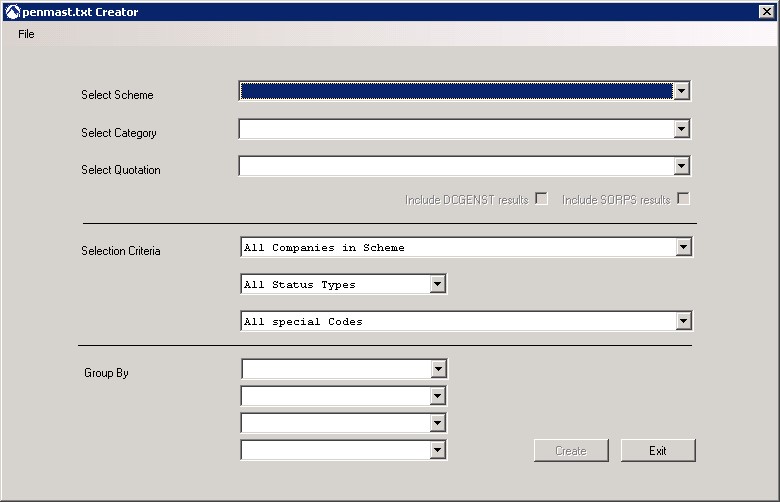 penmast.txt Creator
File
Select Scheme
Select Category
Select Quotation
Include DCGENST results Include SORPS results
Selection Criteria All Companies in Scheme
All Status Types
All special Codes
Group By
Create Exit